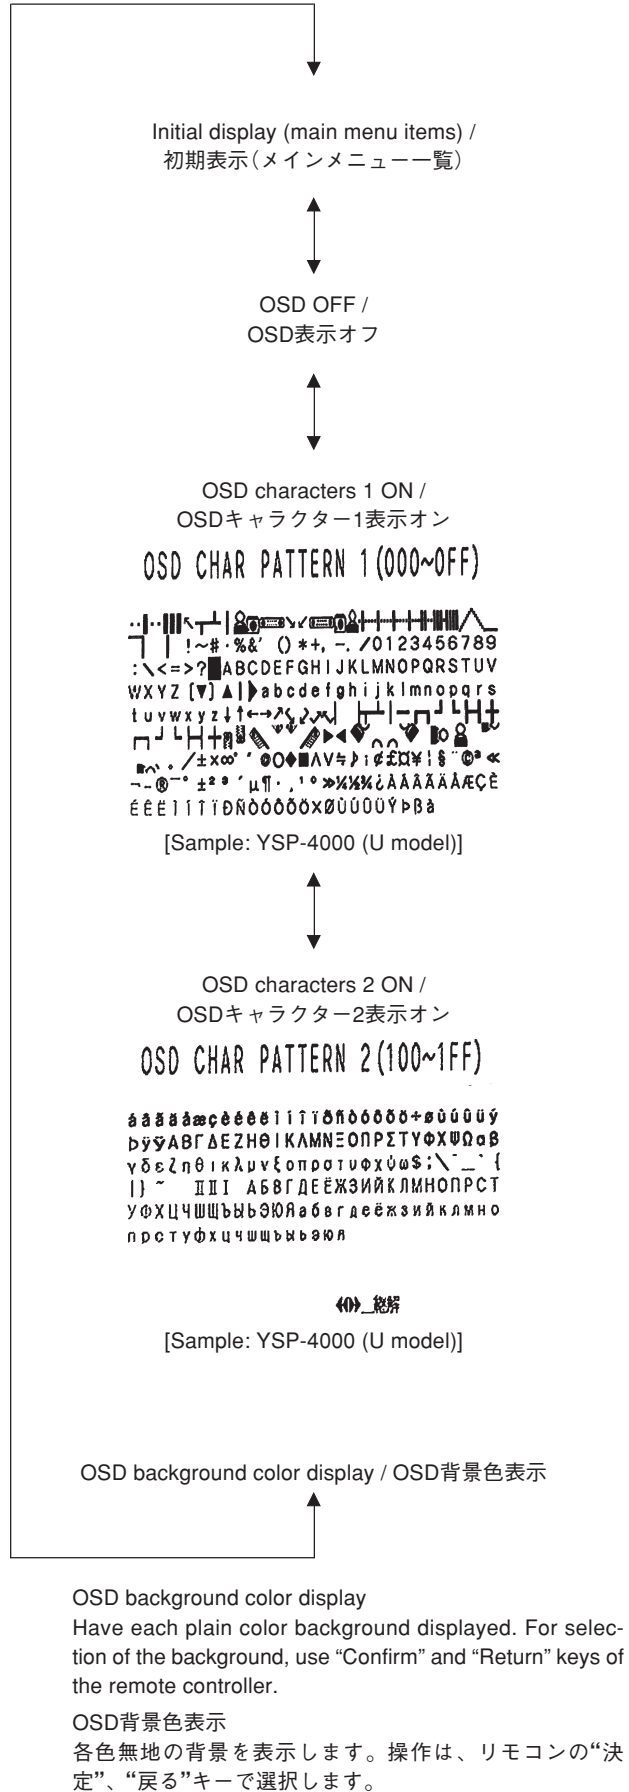 Initial display (main menu items) /
初期表示（メインメニュー一覧）
OSD OFF /
OSD表示オフ
OSD characters 1 ON /
OSDキャラクター1表示オン
OSD CHAR PATTERN 1(000~0FF)
!~#·%&' ()*+,-./0123456789
:\<=>?ABCDEFGHIJKLMNOPQRSTUV
WXYZ[▼]▲|▶abcdefghijklmnopqrs
tuvwxyz↓↑←→
[Sample: YSP-4000 (U model)]
OSD characters 2 ON /
OSDキャラクター2表示オン
OSD CHAR PATTERN 2(100~1FF)
УФХЦЧШЩЪЫЬЭЮЯабвгдеёжзийклмно
прстуфхцчшщъыьэюя
[Sample: YSP-4000 (U model)]
OSD background color display / OSD背景色表示
OSD background color display
Have each plain color background displayed. For selec-
tion of the background, use “Confirm” and “Return” keys of
the remote controller.
OSD背景色表示
各色無地の背景を表示します。操作は、リモコンの“決
定”、“戻る”キーで選択します。